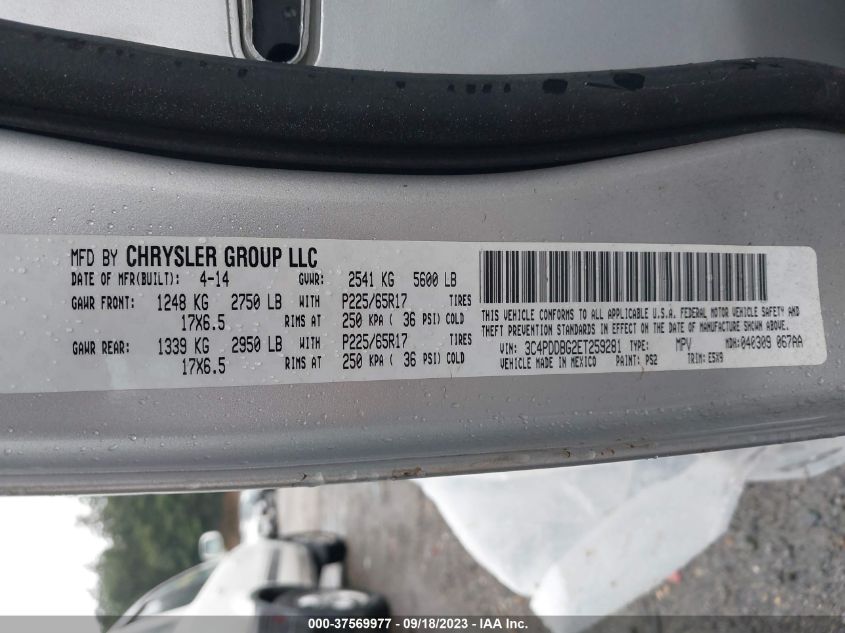 MFD BY CHRYSLER GROUP LLC
DATE OF MFR(BUILT): 4-14 GVWR: 2541 KG 5600 LB
GAWR FRONT: 1248 KG 2750 LB WITH P225/65R17 TIRES
17X6.5 RIMS AT 250 KPA ( 36 PSI) COLD
GAWR REAR: 1339 KG 2950 LB WITH P225/65R17 TIRES
17X6.5 RIMS AT 250 KPA ( 36 PSI) COLD
THIS VEHICLE CONFORMS TO ALL APPLICABLE U.S.A. FEDERAL MOTOR VEHICLE SAFETY AND
THEFT PREVENTION STANDARDS IN EFFECT ON THE DATE OF MANUFACTURE SHOWN ABOVE.
VIN: 3C4PDDBG2ET259281 TYPE: MPV MDH:040309 067AA
VEHICLE MADE IN MEXICO PAINT: PS2 TRIM: E5X9
000-37569977 - 09/18/2023 - IAA Inc.